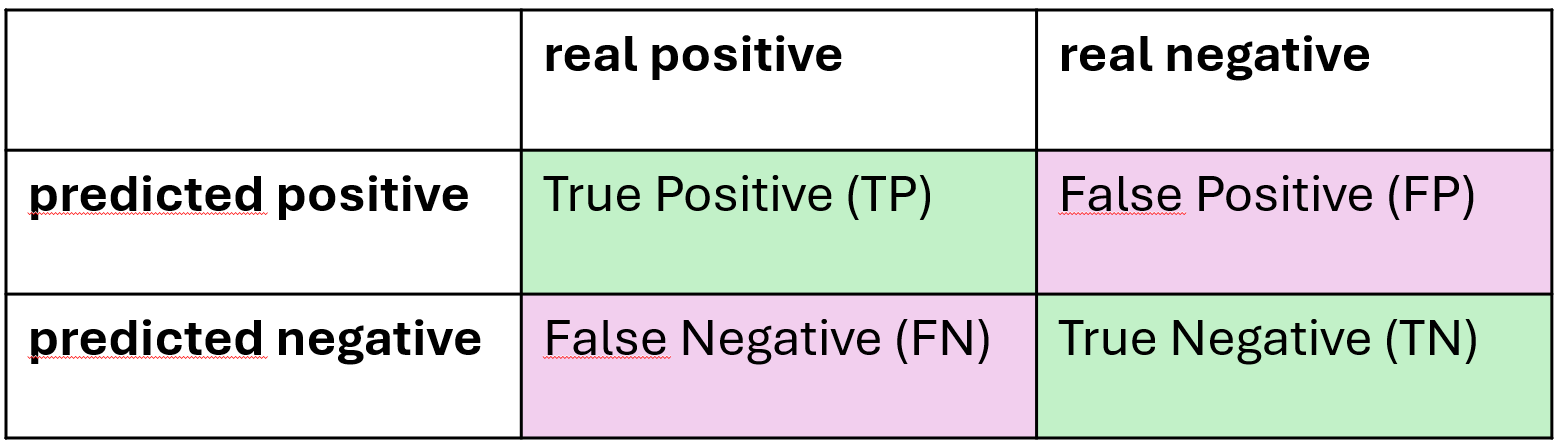 real positive
real negative
predicted positive
True Positive (TP)
False Positive (FP)
predicted negative
False Negative (FN)
True Negative (TN)